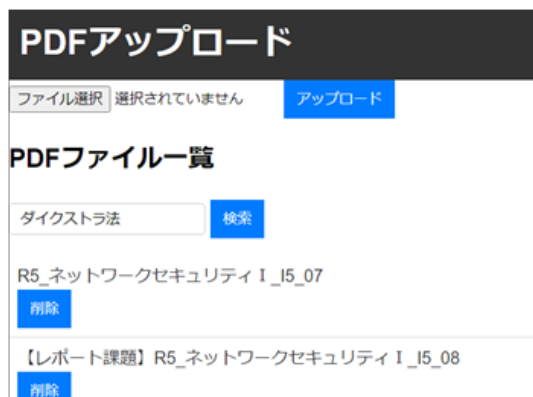 PDFアップロード
ファイル選択 選択されていません アップロード
PDFファイル一覧
ダイクストラ法 検索
R5_ネットワークセキュリティⅠ_I5_07
削除
【レポート課題】R5_ネットワークセキュリティⅠ_I5_08
削除